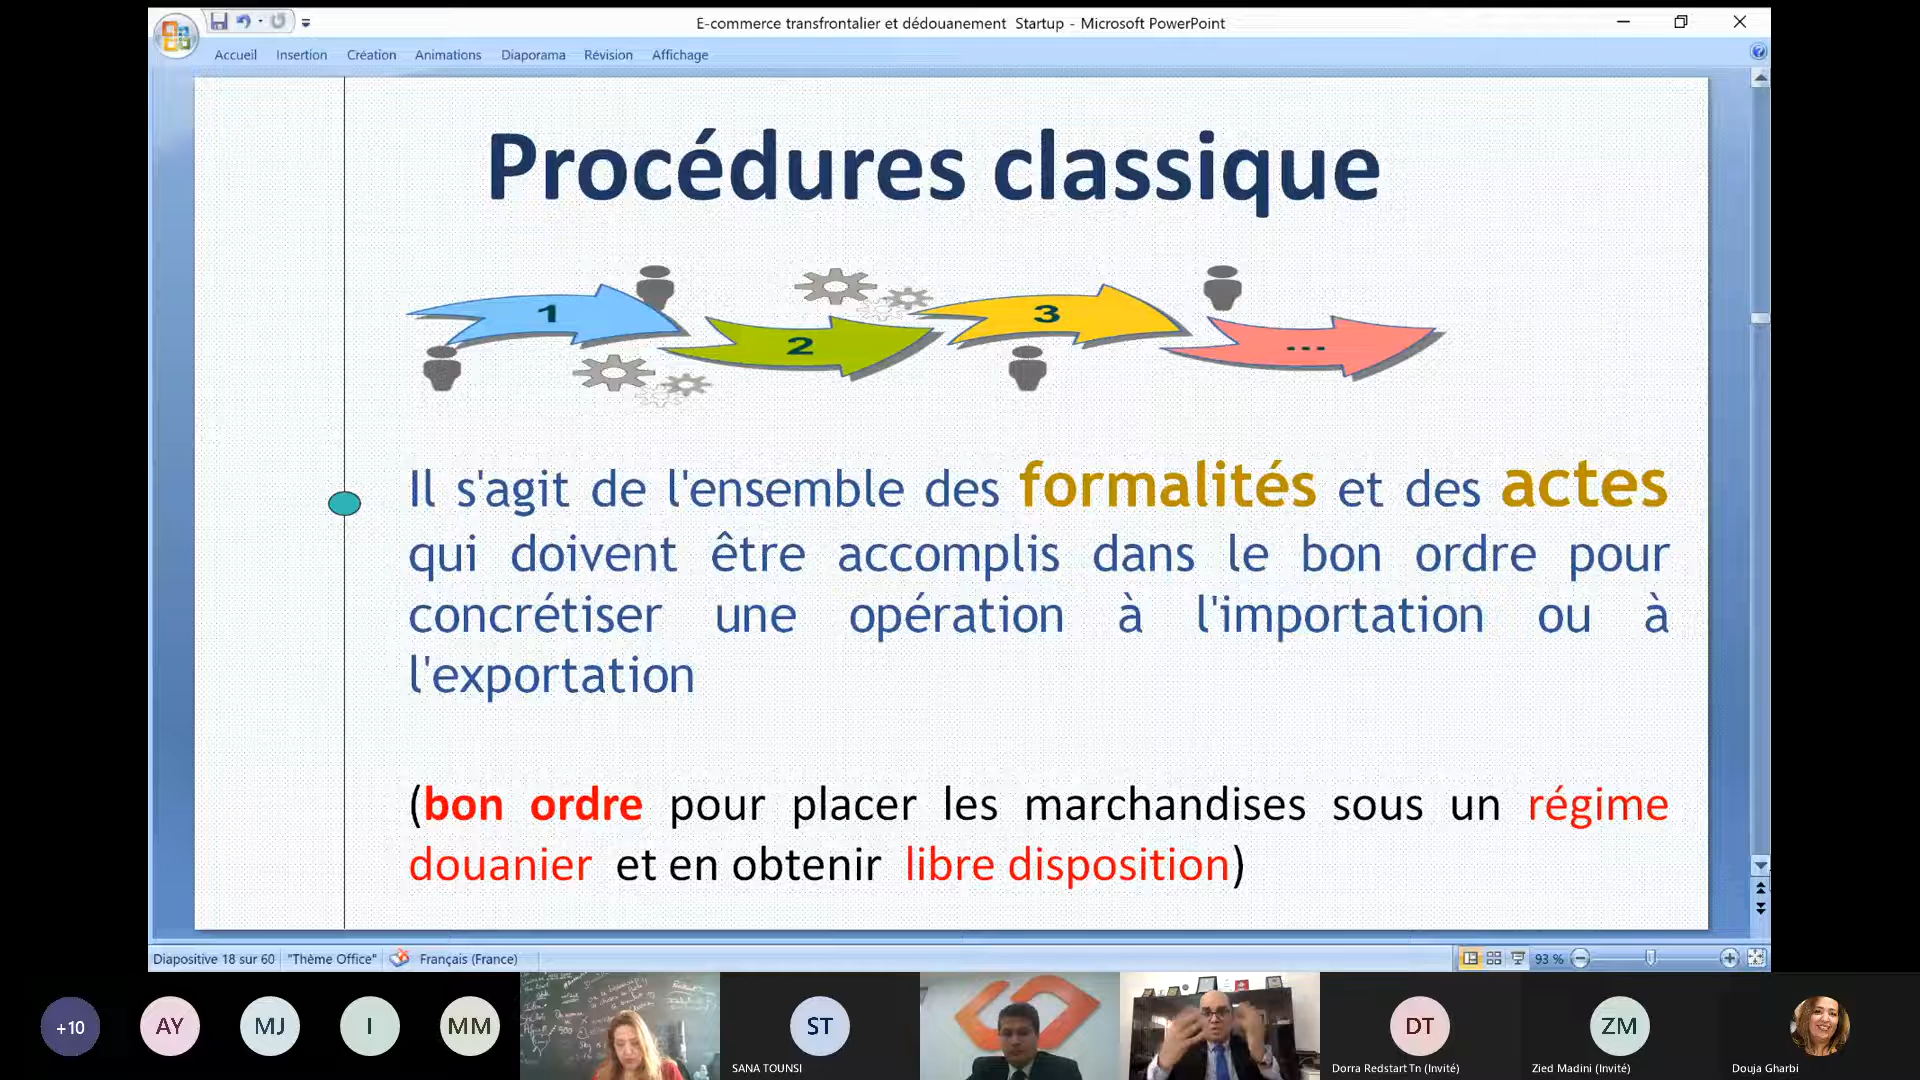 E-commerce transfrontalier et dédouanement Startup - Microsoft PowerPoint
Accueil Insertion Création Animations Diaporama Révision Affichage
Procédures classique
1
2
3
...
Il s'agit de l'ensemble des formalités et des actes
qui doivent être accomplis dans le bon ordre pour
concrétiser une opération à l'importation ou à
l'exportation
(bon ordre pour placer les marchandises sous un régime
douanier et en obtenir libre disposition)
Diapositive 18 sur 60 "Thème Office" Français (France) 93 %
+10 AY MJ I MM ST DT ZM
SANA TOUNSI Dorra Redstart Tn (Invité) Zied Madini (Invité) Douja Gharbi